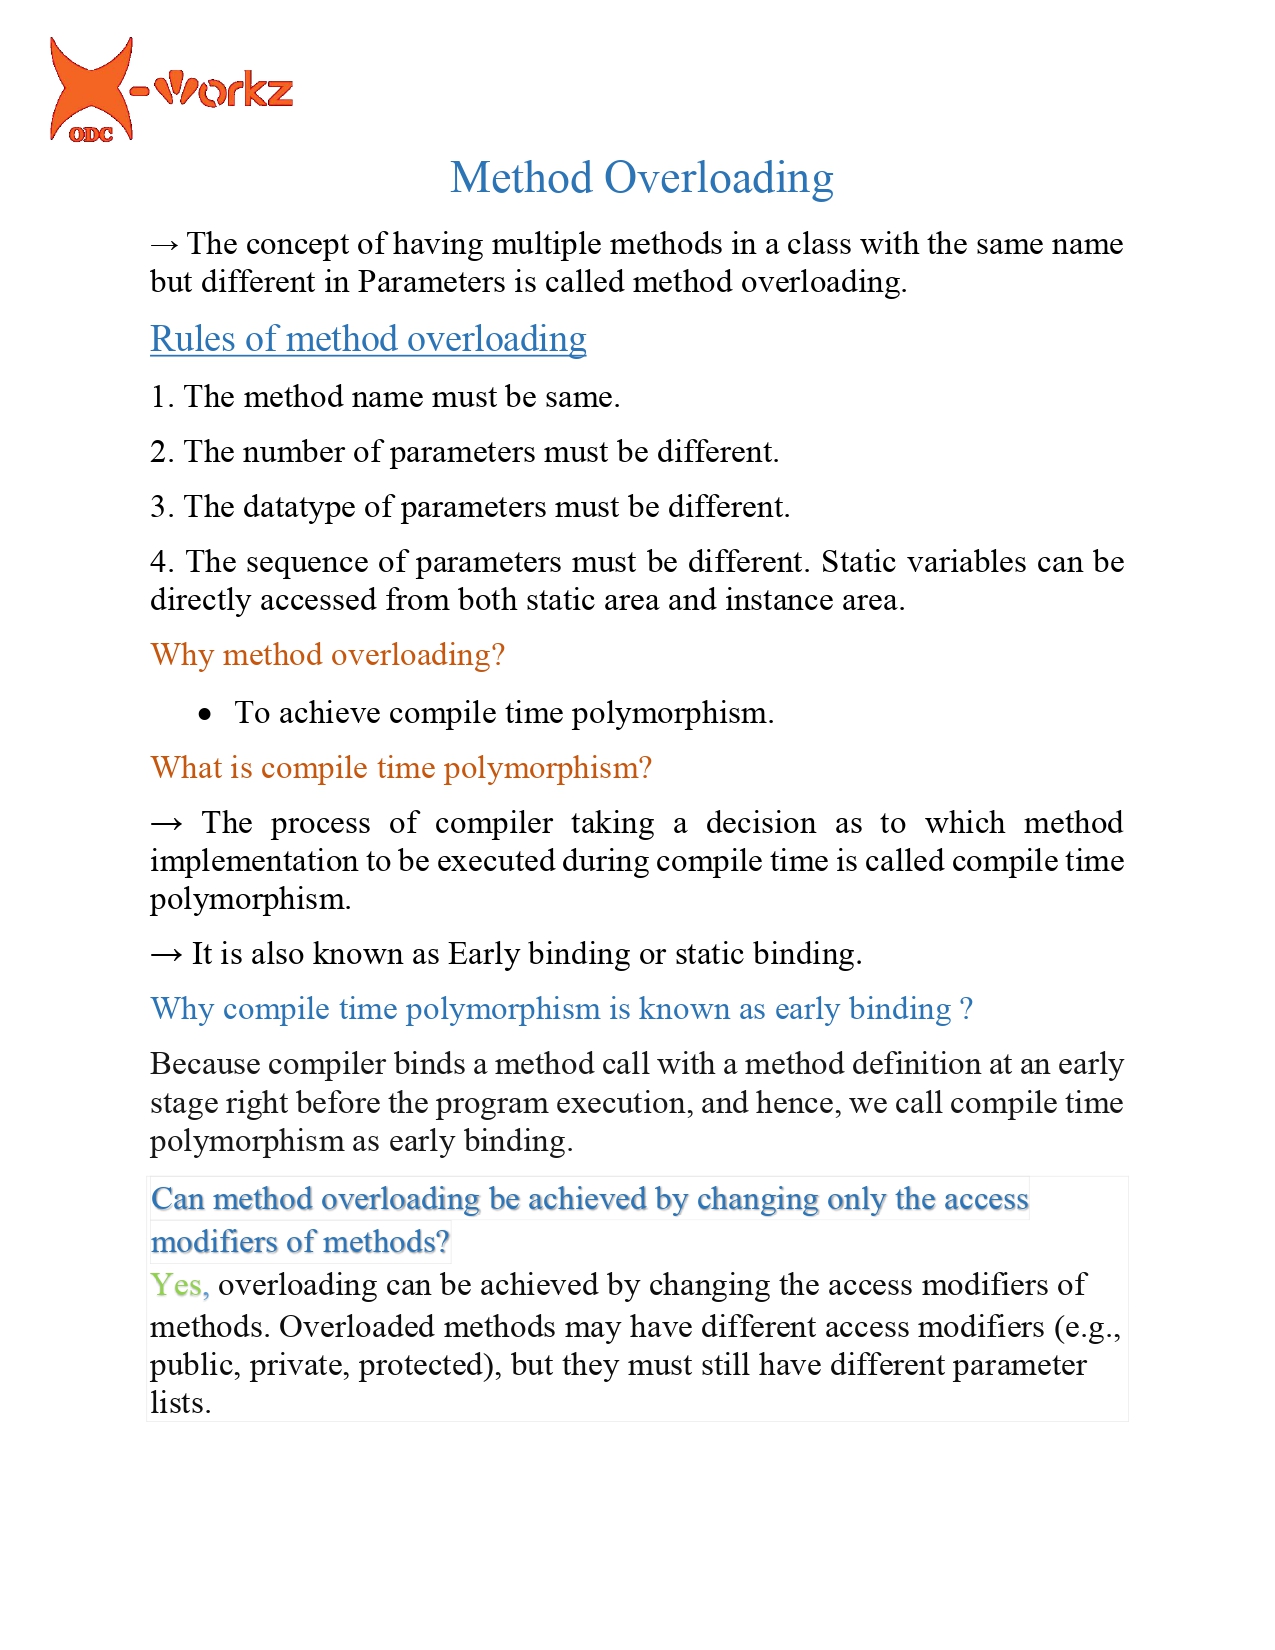 X-workz
ODC
Method Overloading
→ The concept of having multiple methods in a class with the same name
but different in Parameters is called method overloading.
Rules of method overloading
1. The method name must be same.
2. The number of parameters must be different.
3. The datatype of parameters must be different.
4. The sequence of parameters must be different. Static variables can be
directly accessed from both static area and instance area.
Why method overloading?
• To achieve compile time polymorphism.
What is compile time polymorphism?
→ The process of compiler taking a decision as to which method
implementation to be executed during compile time is called compile time
polymorphism.
→ It is also known as Early binding or static binding.
Why compile time polymorphism is known as early binding ?
Because compiler binds a method call with a method definition at an early
stage right before the program execution, and hence, we call compile time
polymorphism as early binding.
Can method overloading be achieved by changing only the access
modifiers of methods?
Yes, overloading can be achieved by changing the access modifiers of
methods. Overloaded methods may have different access modifiers (e.g.,
public, private, protected), but they must still have different parameter
lists.